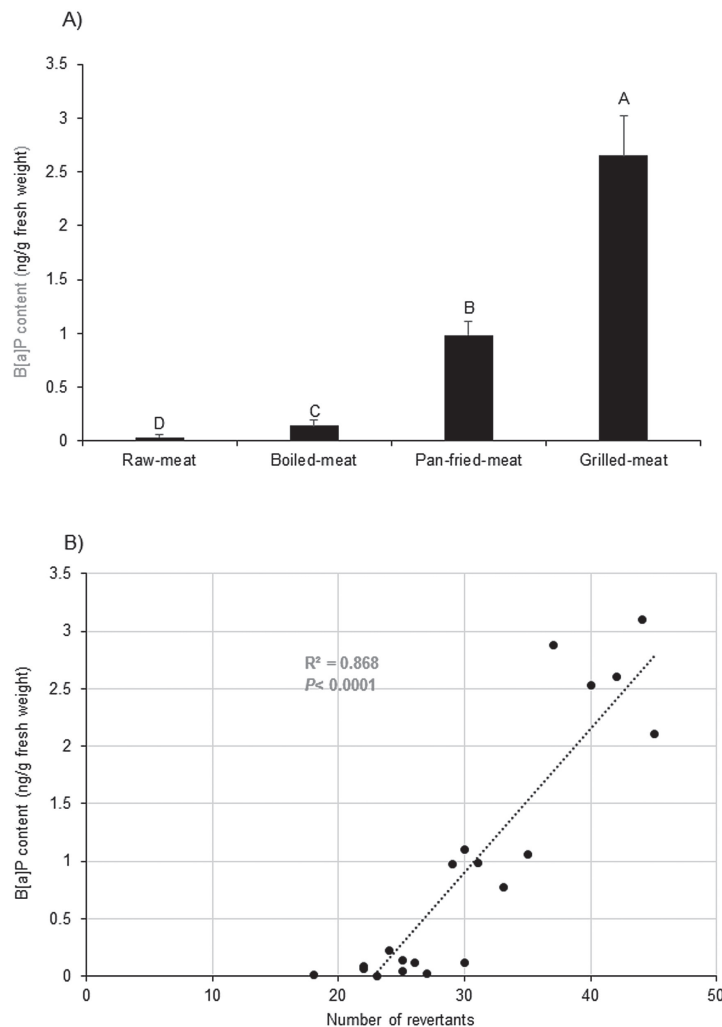 A)
B[a]P content (ng/g fresh weight)
3.5
3
2.5
2
1.5
1
0.5
0
D
C
B
A
Raw-meat Boiled-meat Pan-fried-meat Grilled-meat
B)
B[a]P content (ng/g fresh weight)
3.5
3
2.5
2
1.5
1
0.5
0
R² = 0.868
P< 0.0001
0 10 20 30 40 50
Number of revertants